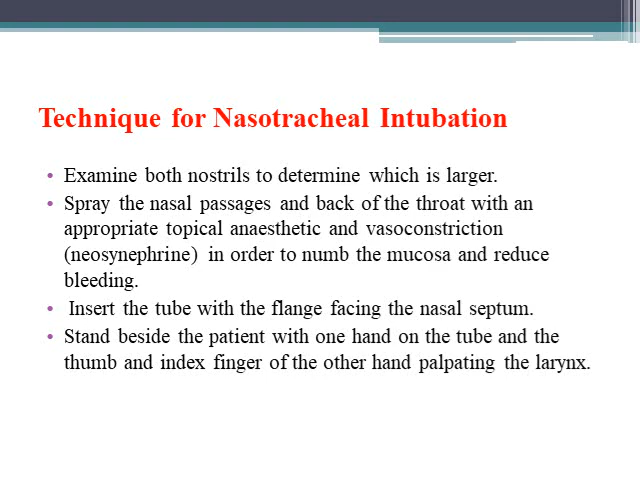 Technique for Nasotracheal Intubation
• Examine both nostrils to determine which is larger.
• Spray the nasal passages and back of the throat with an
appropriate topical anaesthetic and vasoconstriction
(neosynephrine) in order to numb the mucosa and reduce
bleeding.
• Insert the tube with the flange facing the nasal septum.
• Stand beside the patient with one hand on the tube and the
thumb and index finger of the other hand palpating the larynx.